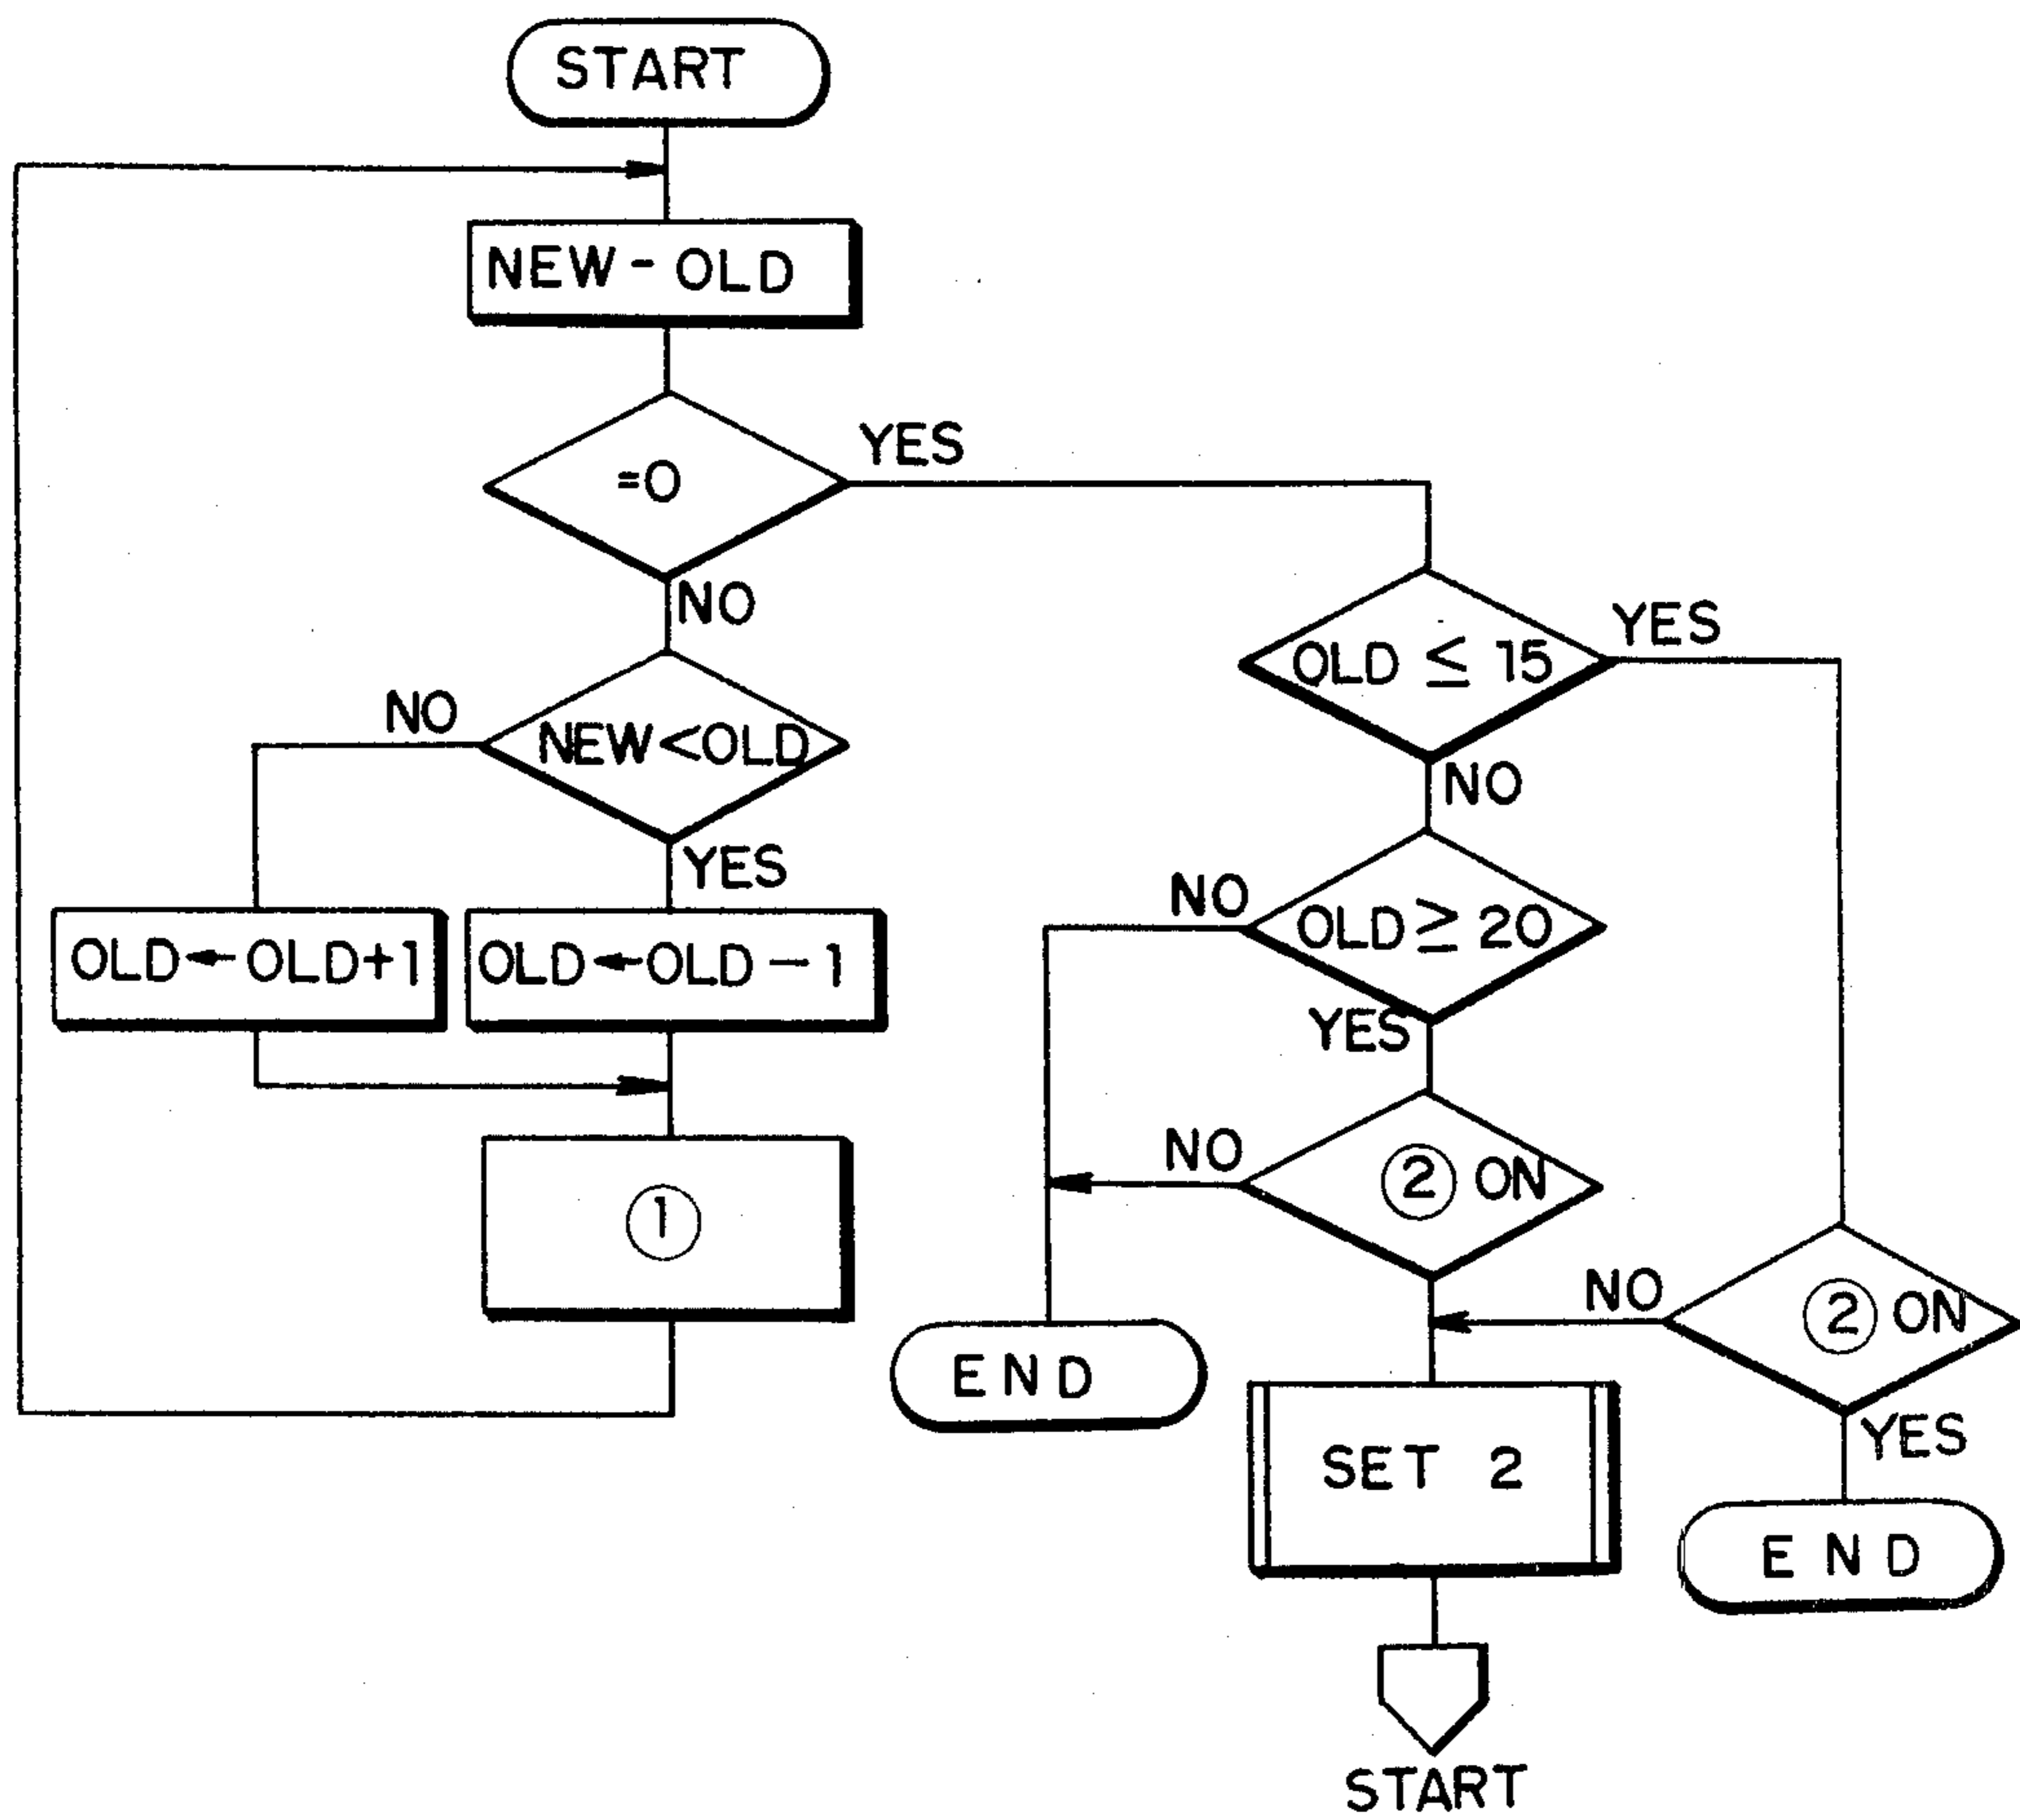 START
NEW - OLD
=0
YES
NO
NEW<OLD
NO
YES
OLD←OLD+1
OLD←OLD-1
①
OLD ≤ 15
YES
NO
OLD ≥ 20
NO
YES
② ON
NO
② ON
NO
YES
END
SET 2
END
START